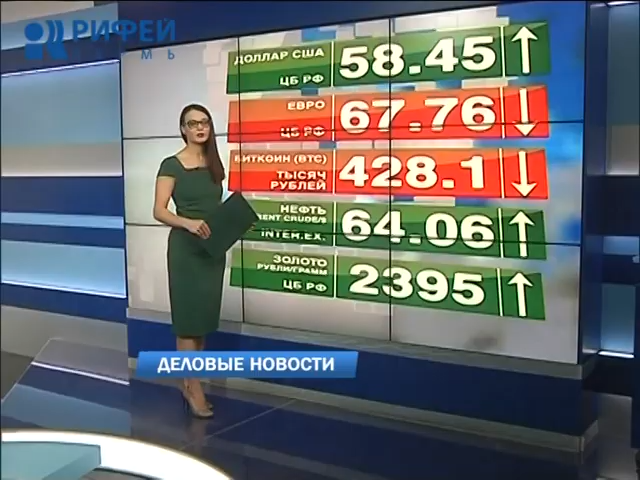 РИФЕЙ
ДОЛЛАР США
ЦБ РФ
58.45
ЕВРО
ЦБ РФ
67.76
БИТКОИН (BTC)
ТЫСЯЧ
РУБЛЕЙ
428.1
НЕФТЬ
CRUDE/$
INTER.EX.
64.06
ЗОЛОТО
РУБЛИ/ГРАММ
ЦБ РФ
2395
ДЕЛОВЫЕ НОВОСТИ